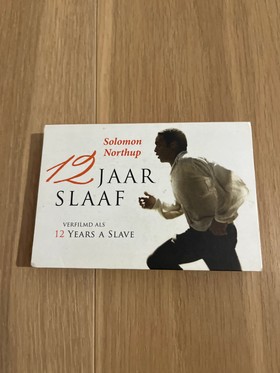 Solomon
Northup
12 JAAR
SLAAF
VERFILMD ALS
12 YEARS A SLAVE